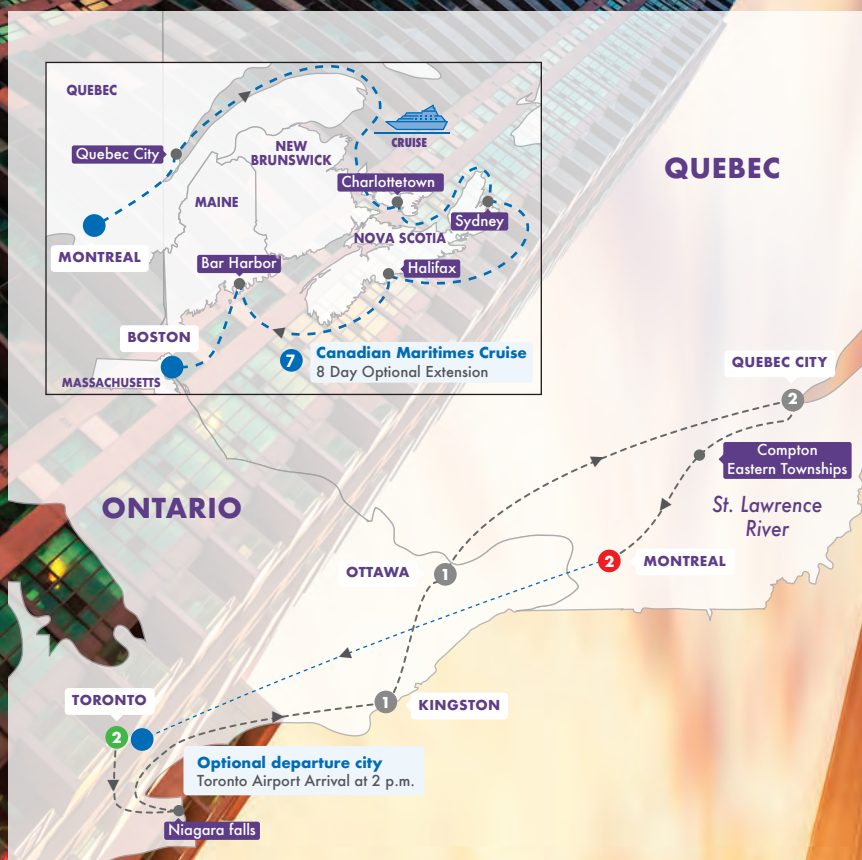 QUEBEC
CRUISE
Quebec City
NEW
BRUNSWICK
Charlottetown
MAINE
Sydney
NOVA SCOTIA
MONTREAL
Bar Harbor
Halifax
BOSTON
7
Canadian Maritimes Cruise
8 Day Optional Extension
MASSACHUSETTS
QUEBEC
QUEBEC CITY
2
Compton
Eastern Townships
ONTARIO
St. Lawrence
River
OTTAWA
1
2
MONTREAL
TORONTO
1
KINGSTON
2
Optional departure city
Toronto Airport Arrival at 2 p.m.
Niagara falls